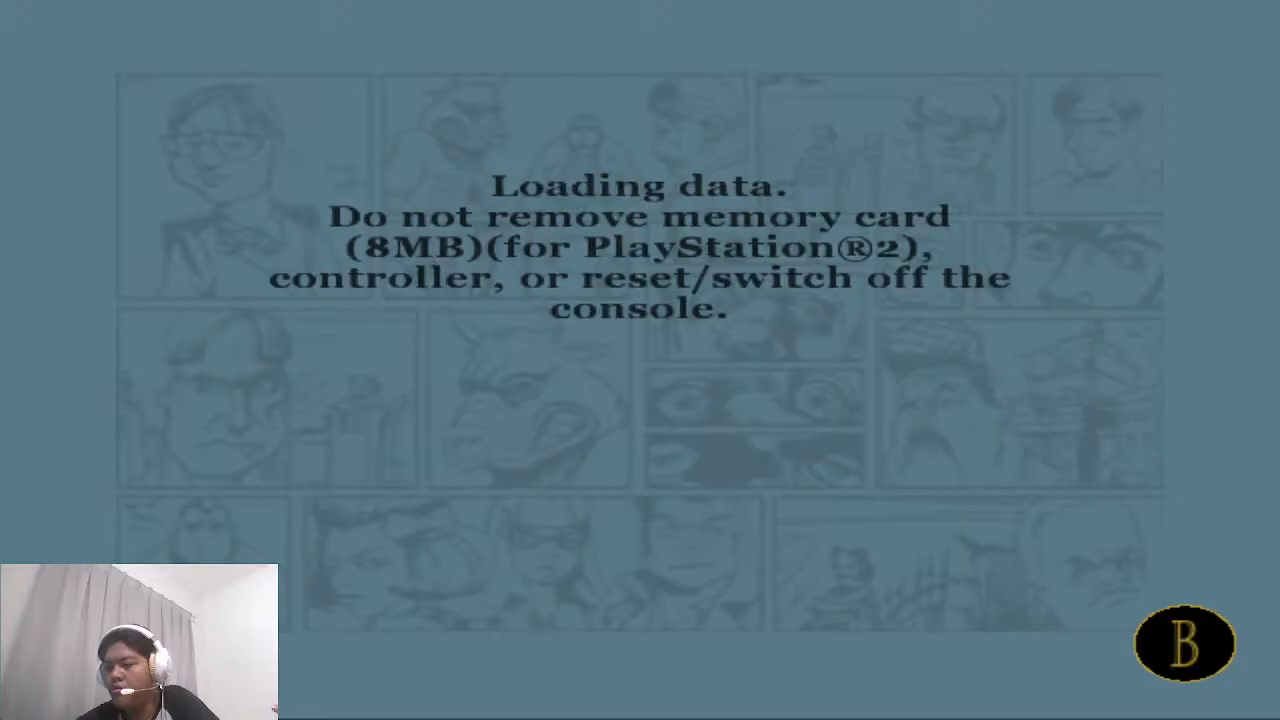 Loading data.
Do not remove memory card
(8MB)(for PlayStation®2),
controller, or reset/switch off the
console.
B